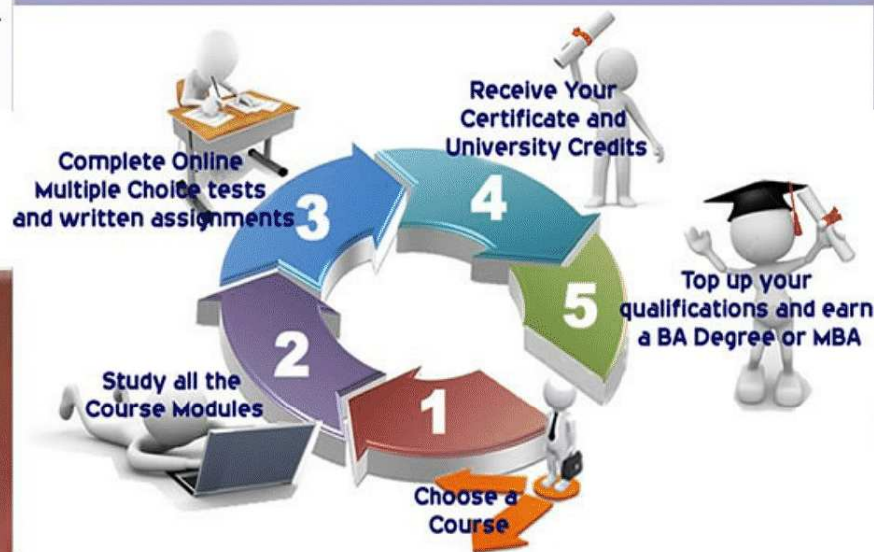 1
Choose a
Course
2
Study all the
Course Modules
3
Complete Online
Multiple Choice tests
and written assignments
4
Receive Your
Certificate and
University Credits
5
Top up your
qualifications and earn
a BA Degree or MBA